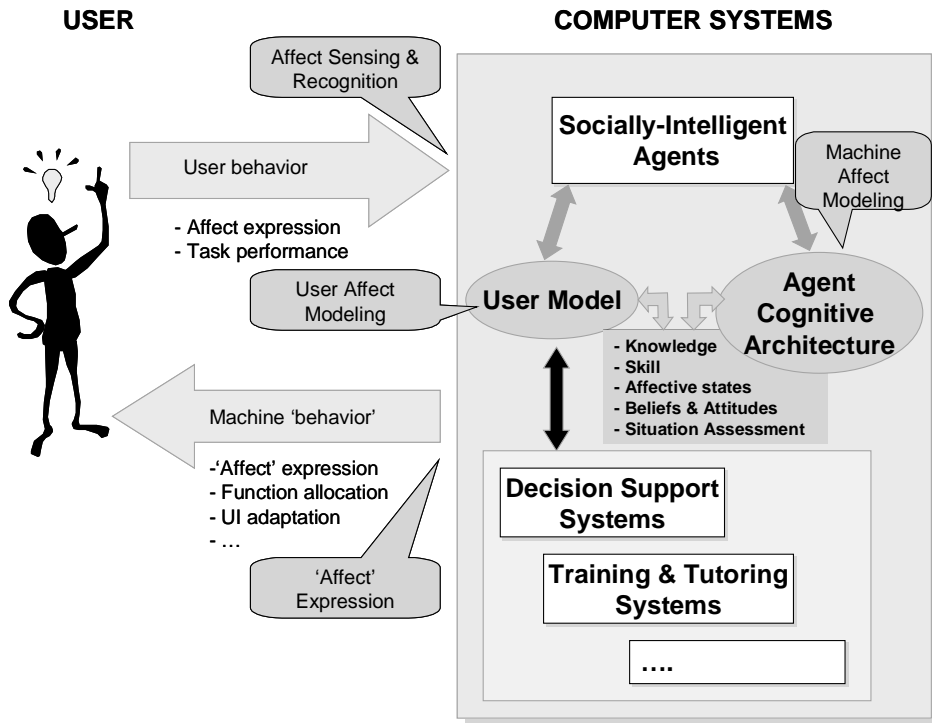 USER
COMPUTER SYSTEMS
Affect Sensing &
Recognition
User behavior
- Affect expression
- Task performance
User Affect
Modeling
Machine ‘behavior’
-‘Affect’ expression
- Function allocation
- UI adaptation
- …
‘Affect’
Expression
Socially-Intelligent
Agents
Machine
Affect
Modeling
User Model
Agent
Cognitive
Architecture
- Knowledge
- Skill
- Affective states
- Beliefs & Attitudes
- Situation Assessment
Decision Support
Systems
Training & Tutoring
Systems
….